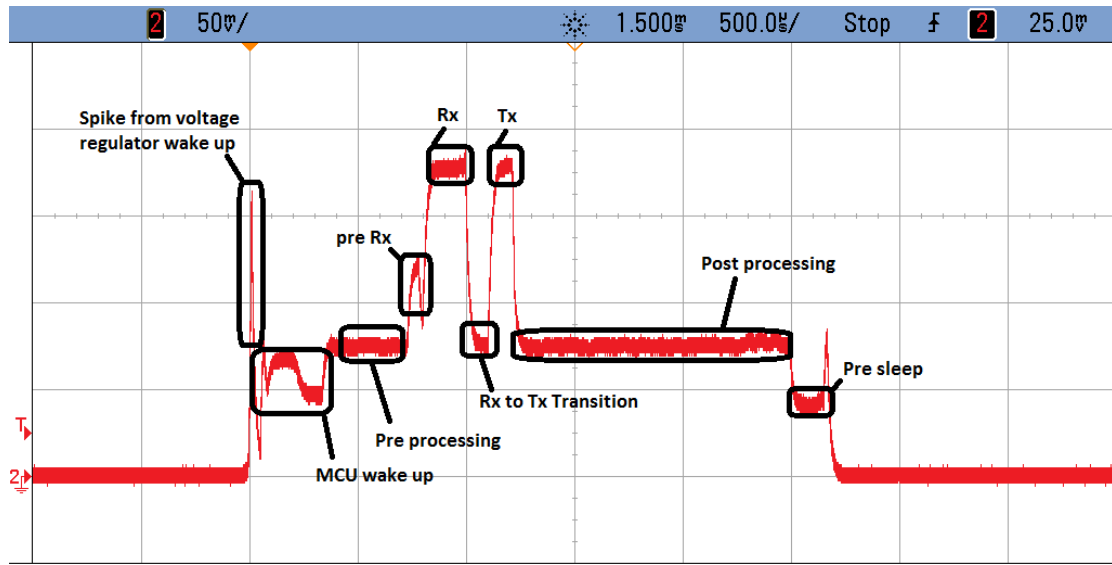 2 50mV/ 1.500ms 500.0µs/ Stop 2 25.0mV
Rx Tx
Spike from voltage
regulator wake up
pre Rx
Post processing
Pre sleep
Rx to Tx Transition
T
Pre processing
MCU wake up
2